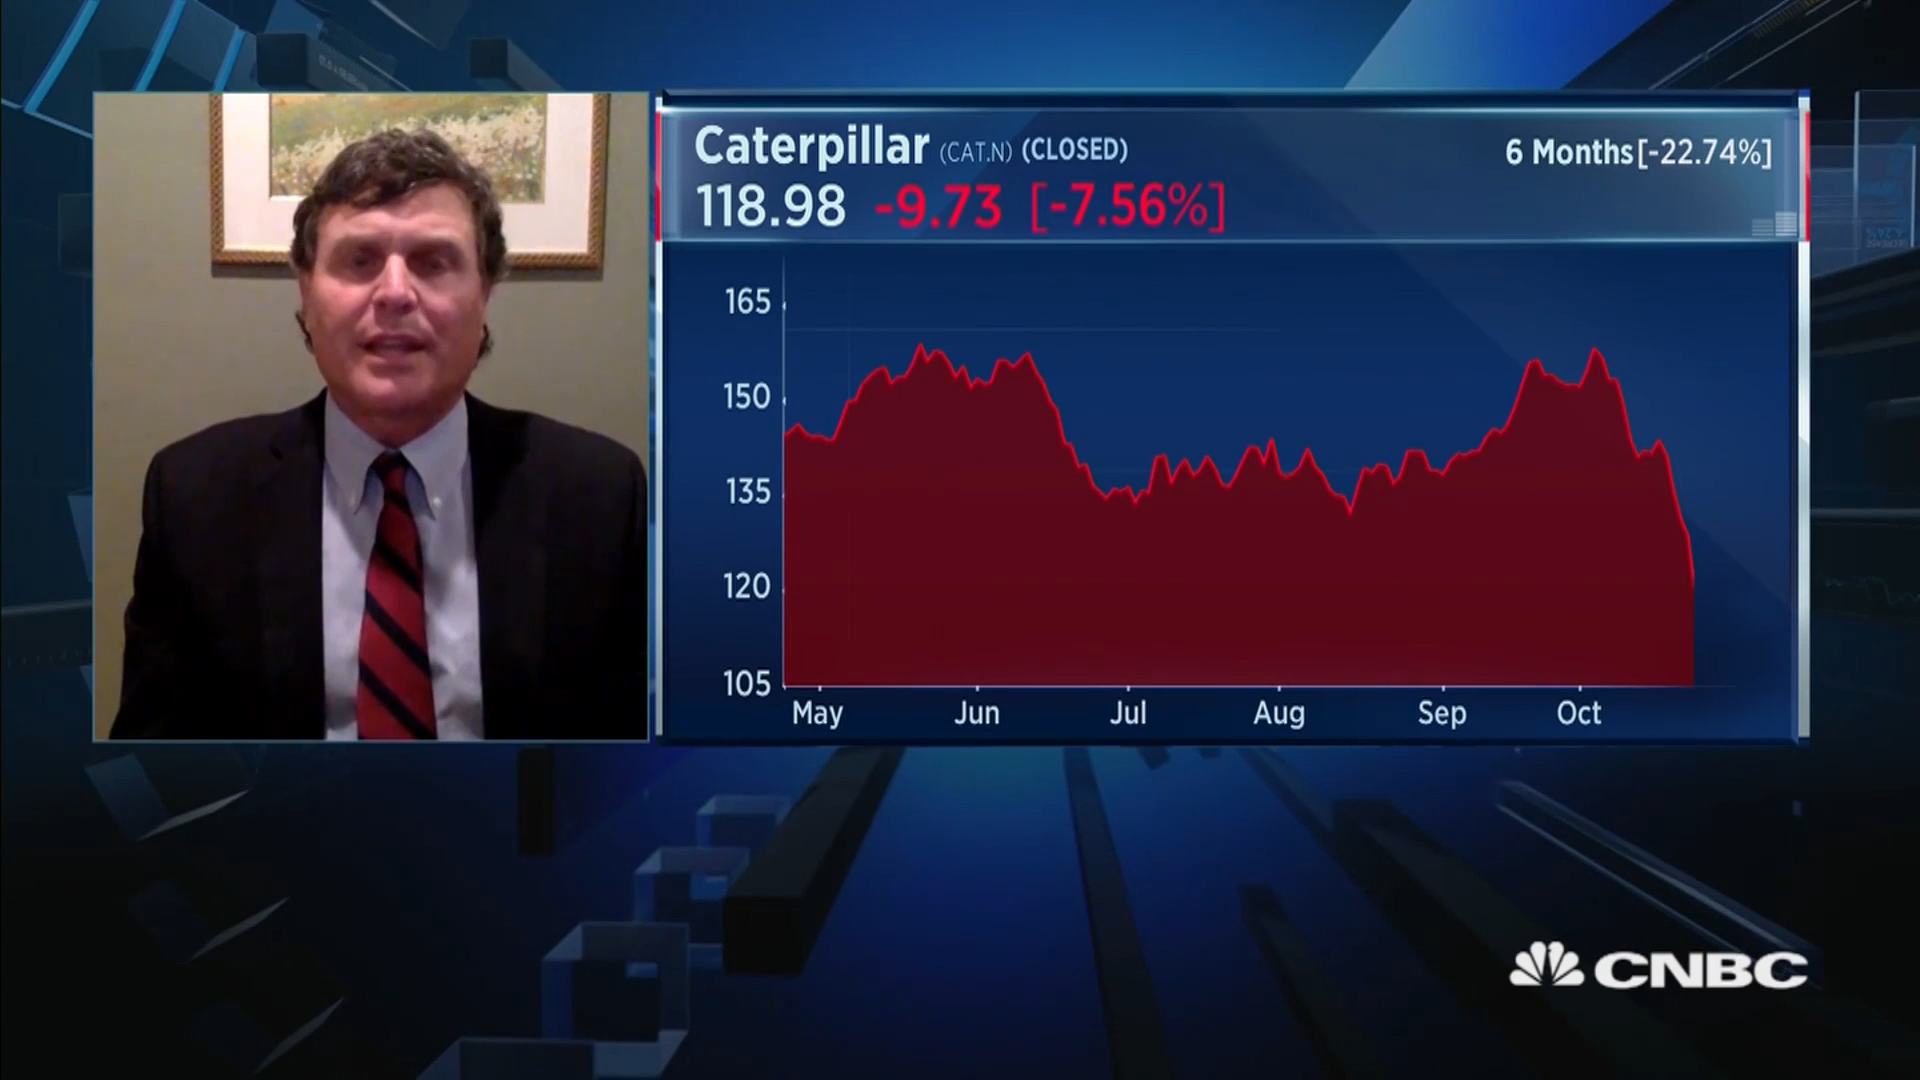 Caterpillar (CAT.N) (CLOSED)
6 Months [-22.74%]
118.98 -9.73 [-7.56%]
165
150
135
120
105
May Jun Jul Aug Sep Oct
CNBC